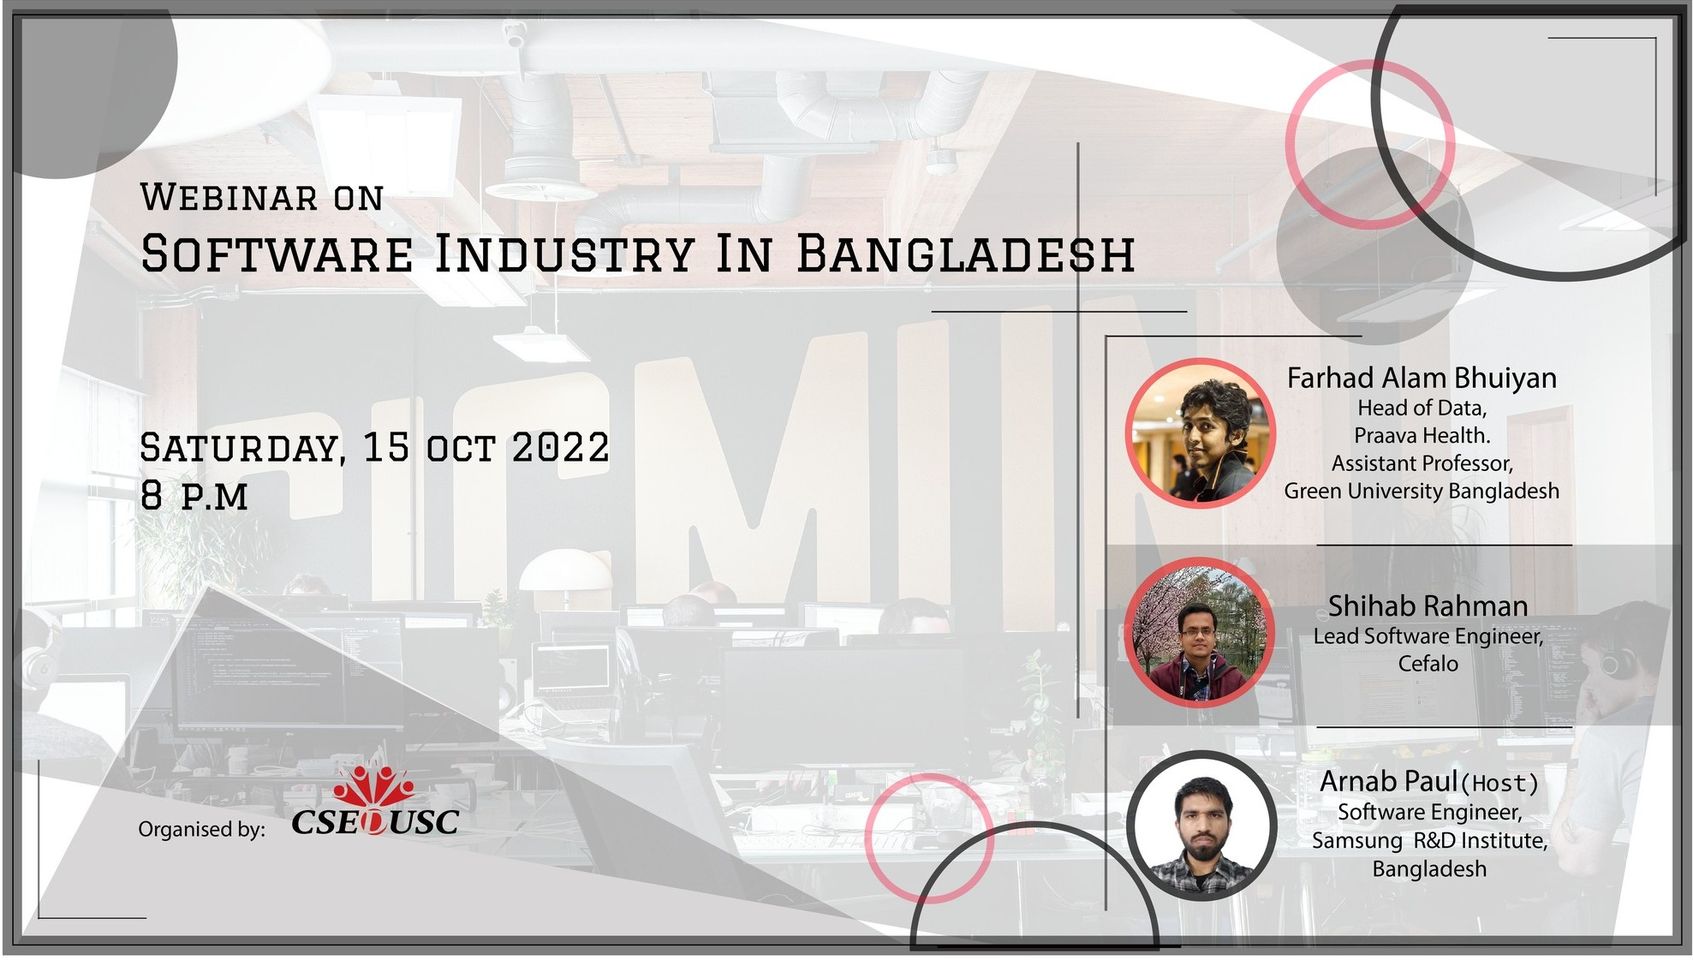 Webinar on
Software Industry In Bangladesh
Saturday, 15 oct 2022
8 p.m
Farhad Alam Bhuiyan
Head of Data,
Praava Health.
Assistant Professor,
Green University Bangladesh
Shihab Rahman
Lead Software Engineer,
Cefalo
Arnab Paul(Host)
Software Engineer,
Samsung R&D Institute,
Bangladesh
Organised by: CSEDUSC